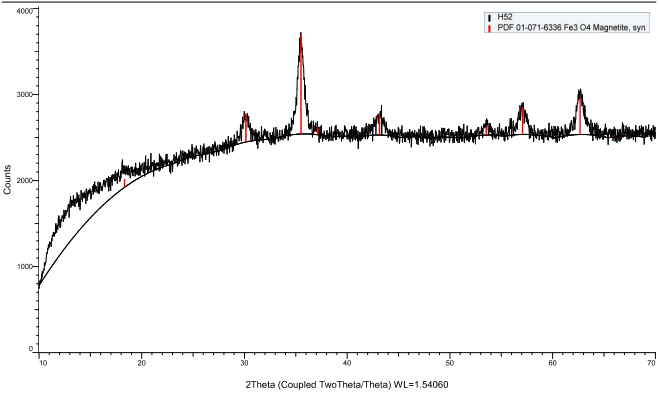 4000
H52
PDF 01-071-6336 Fe3 O4 Magnetite, syn
3000
2000
1000
0
Counts
10 20 30 40 50 60 70
2Theta (Coupled TwoTheta/Theta) WL=1.54060